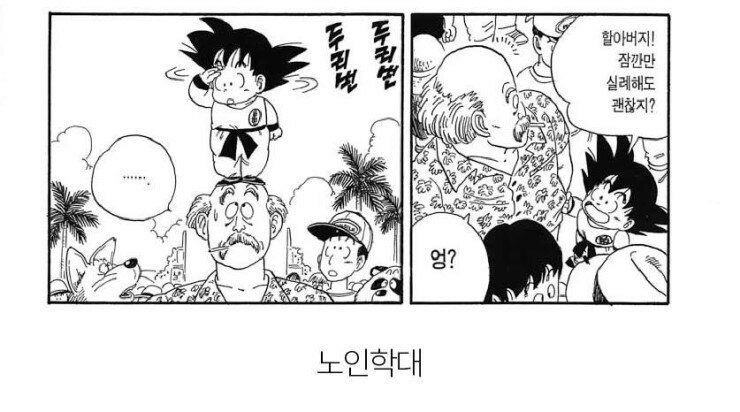 할아버지!
잠깐만
실례해도
괜찮지?
엉?
두리번
두리번
.......
노인학대